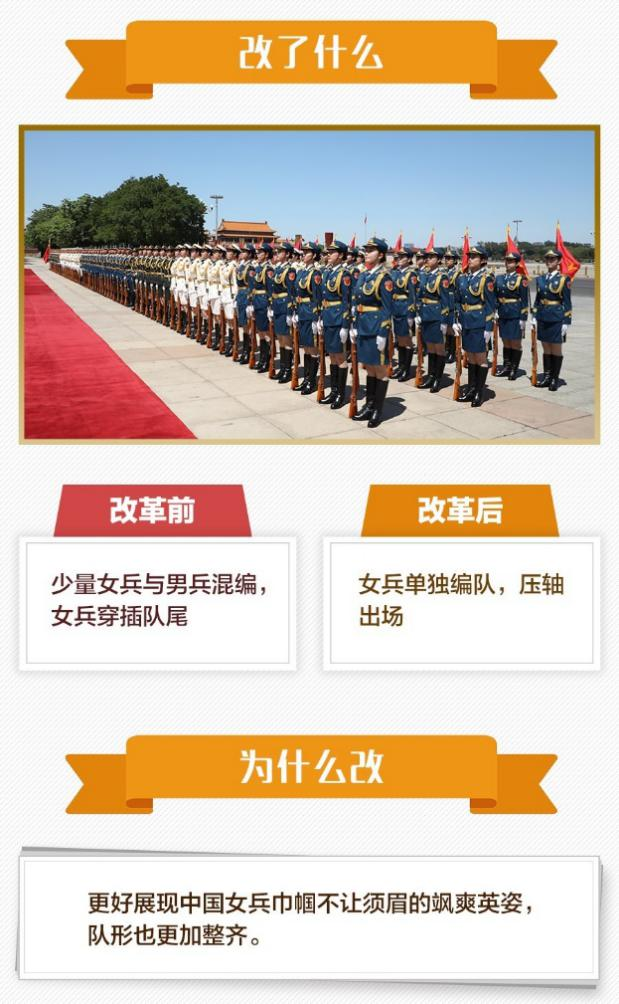 改了什么
改革前
少量女兵与男兵混编，
女兵穿插队尾
改革后
女兵单独编队，压轴
出场
为什么改
更好展现中国女兵巾帼不让须眉的飒爽英姿，
队形也更加整齐。